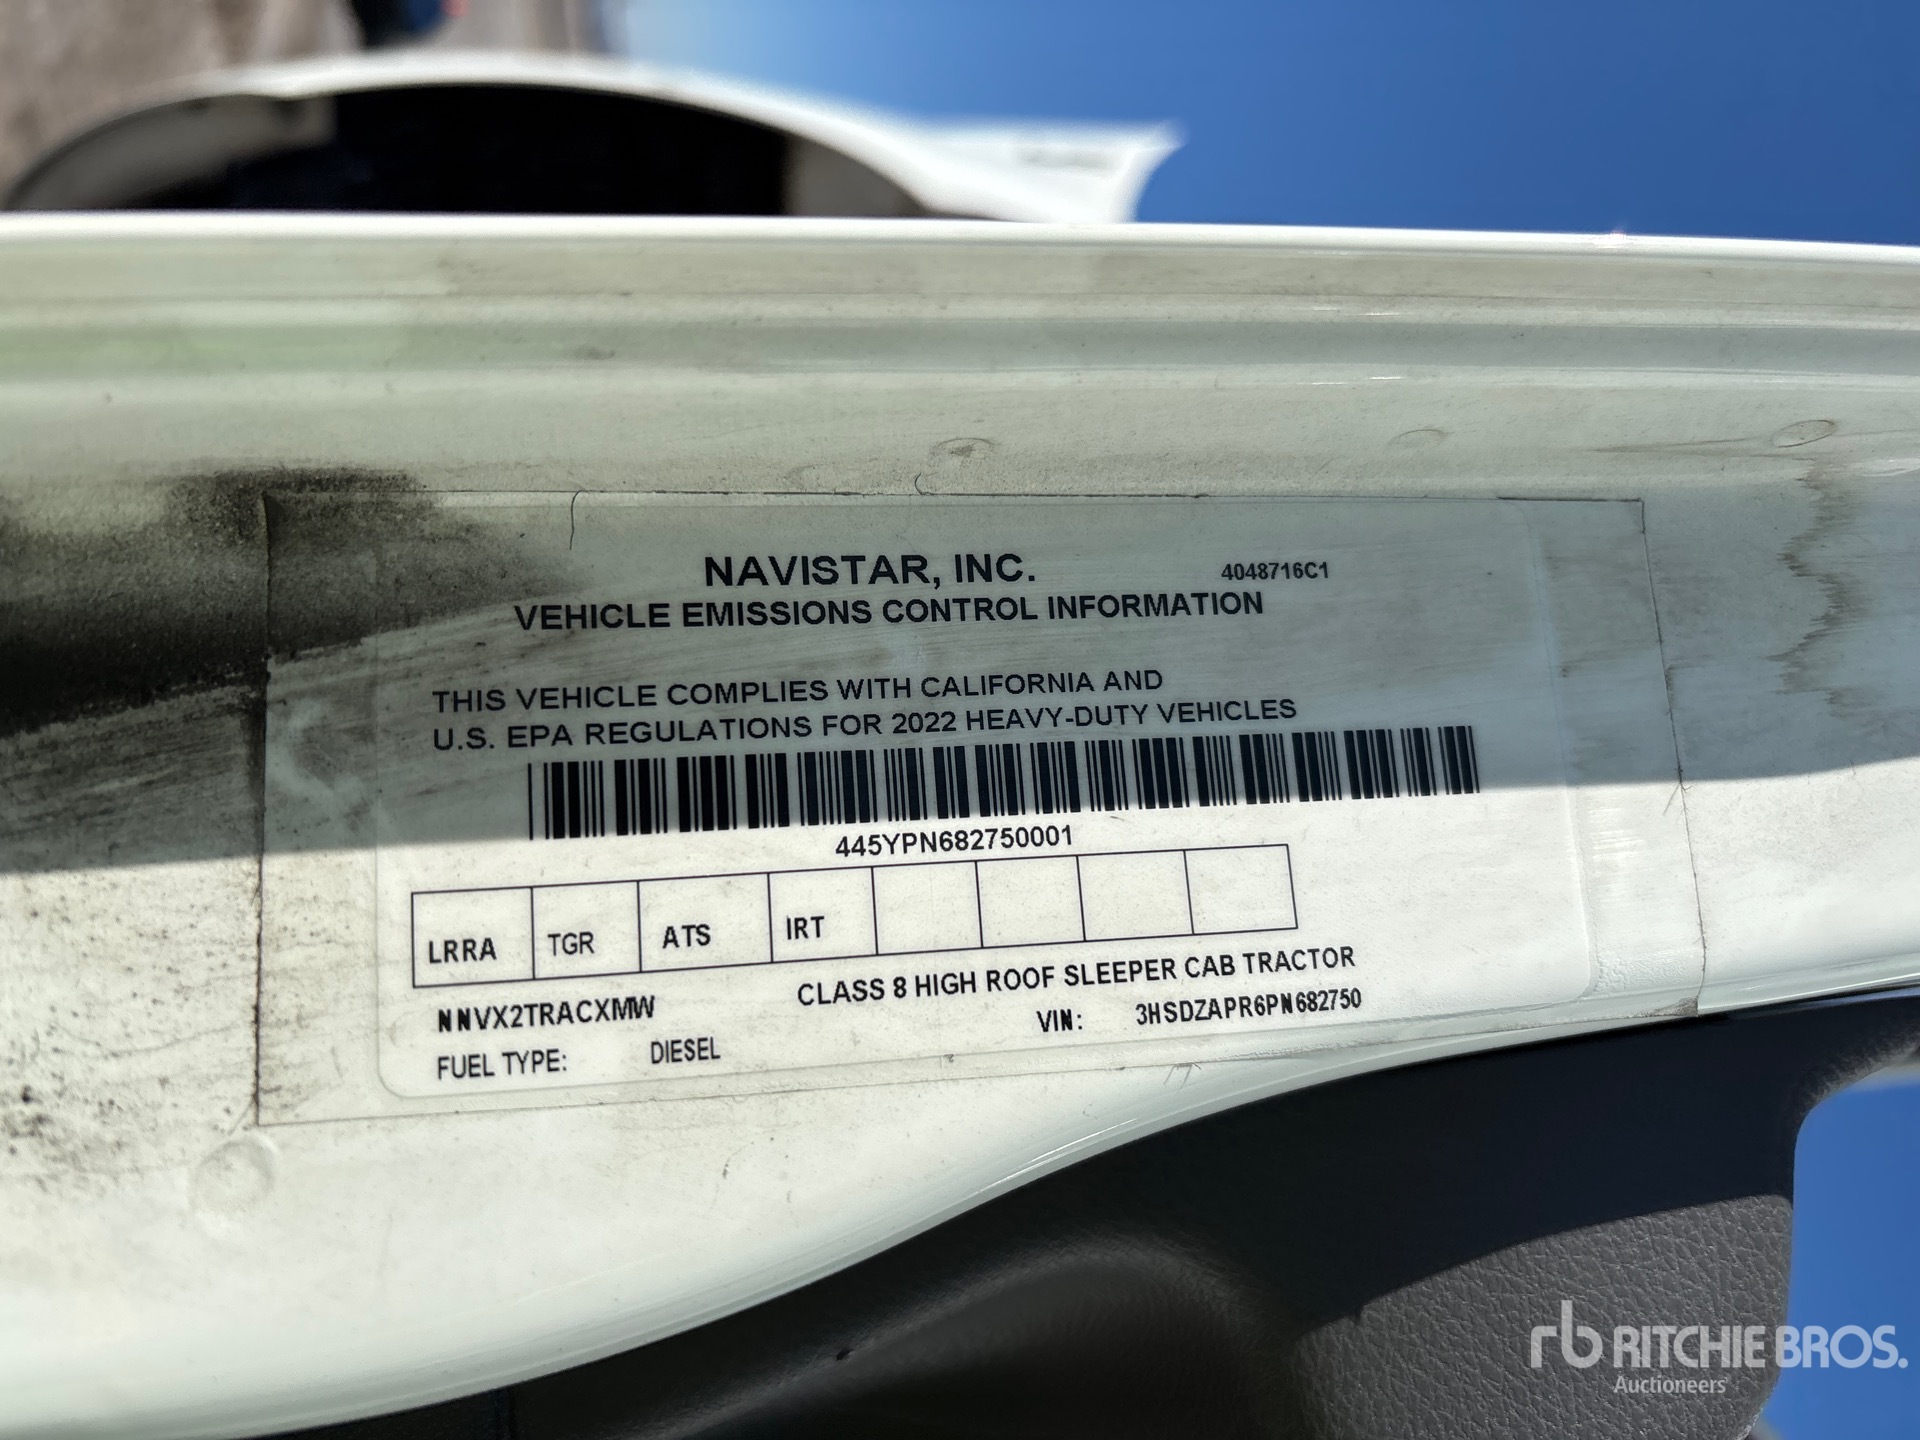 NAVISTAR, INC. 4048716C1
VEHICLE EMISSIONS CONTROL INFORMATION
THIS VEHICLE COMPLIES WITH CALIFORNIA AND
U.S. EPA REGULATIONS FOR 2022 HEAVY-DUTY VEHICLES
445YPN682750001
LRRA TGR ATS IRT
CLASS 8 HIGH ROOF SLEEPER CAB TRACTOR
NNVX2TRACXMW
VIN: 3HSDZAPR6PN682750
FUEL TYPE: DIESEL
rb RITCHIE BROS.
Auctioneers